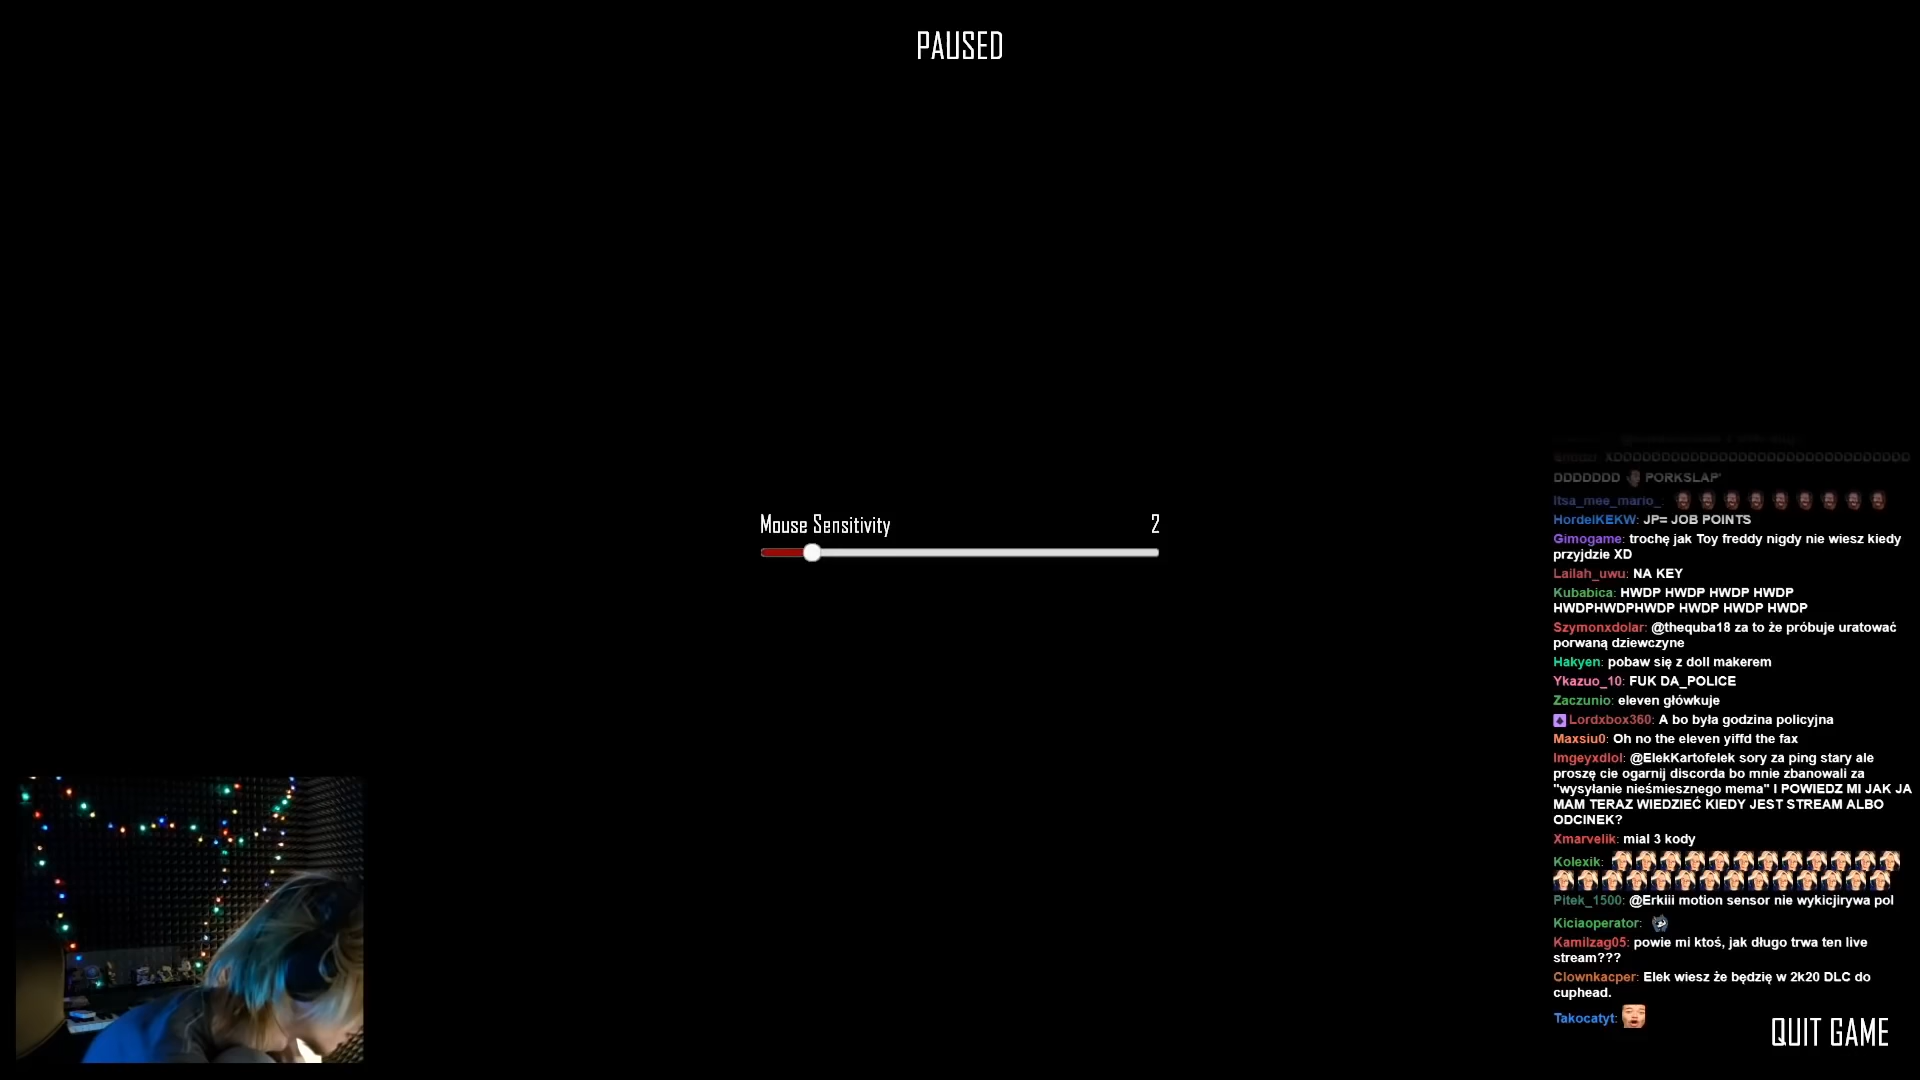 PAUSED
Mouse Sensitivity
2
DDDDDDD PORKSLAP'
Itsa_mee_mario_:
HordelKEKW: JP= JOB POINTS
Gimogame: trochę jak Toy freddy nigdy nie wiesz kiedy
przyjdzie XD
Lailah_uwu: NA KEY
Kubabica: HWDP HWDP HWDP HWDP
HWDPHWDPHWDP HWDP HWDP HWDP
Szymonxdolar: @thequba18 za to że próbuje uratować
porwaną dziewczyne
Hakyen: pobaw się z doll makerem
Ykazuo_10: FUK DA_POLICE
Zaczunio: eleven główkuje
Lordxbox360: A bo była godzina policyjna
Maxsiu0: Oh no the eleven yiffd the fax
Imgeyxdlol: @ElekKartofelek sory za ping stary ale
proszę cie ogarnij discorda bo mnie zbanowali za
"wysyłanie nieśmiesznego mema" I POWIEDZ MI JAK JA
MAM TERAZ WIEDZIEĆ KIEDY JEST STREAM ALBO
ODCINEK?
Xmarvelik: mial 3 kody
Kolexik:
Pitek_1500: @Erkiii motion sensor nie wykicjirywa pol
Kiciaoperator:
Kamilzag05: powie mi ktoś, jak długo trwa ten live
stream???
Clownkacper: Elek wiesz że będzię w 2k20 DLC do
cuphead.
Takocatyt:
QUIT GAME